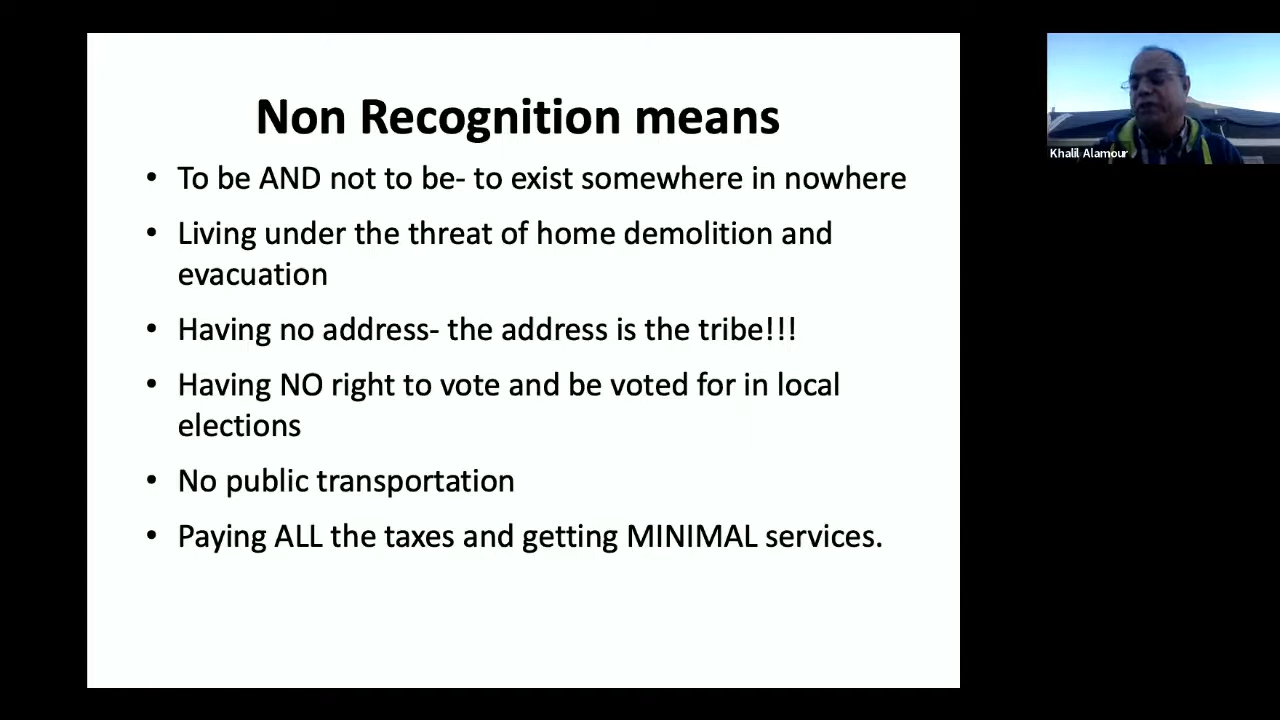 Non Recognition means
• To be AND not to be- to exist somewhere in nowhere
• Living under the threat of home demolition and
evacuation
• Having no address- the address is the tribe!!!
• Having NO right to vote and be voted for in local
elections
• No public transportation
• Paying ALL the taxes and getting MINIMAL services.
Khalil Alamour